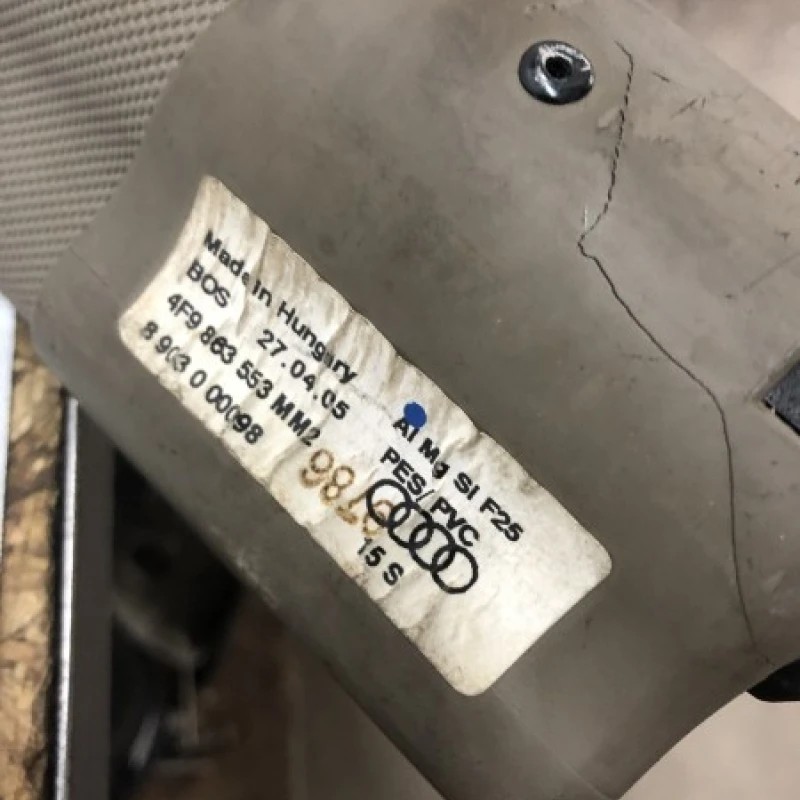 Made in Hungary
BOS 27.04.05
4F9 863 553 MM2
8 903 0 00098
Al Mg SI F25
PES/PVC
15 S